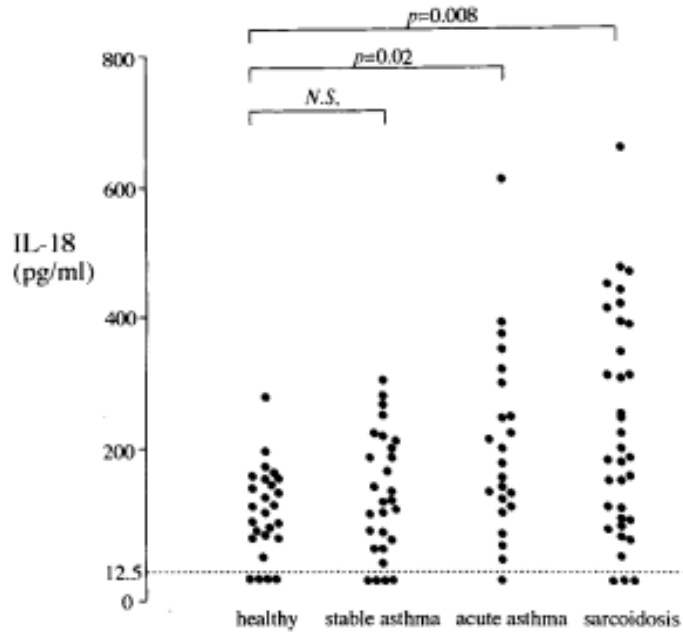 p=0.008
800
p=0.02
N.S.
600
IL-18
(pg/ml)
400
200
12.5
0
healthy stable asthma acute asthma sarcoidosis